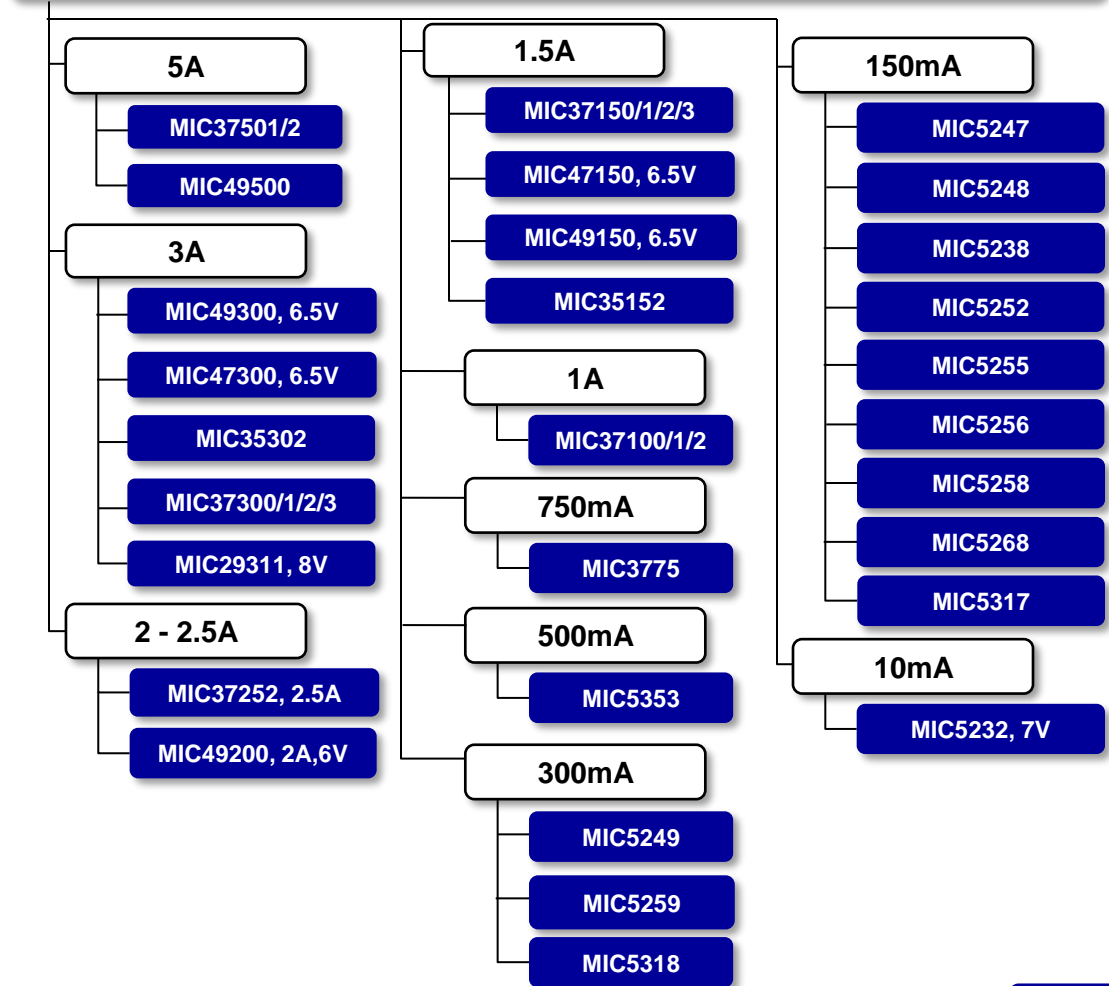 5A
MIC37501/2
MIC49500
3A
MIC49300, 6.5V
MIC47300, 6.5V
MIC35302
MIC37300/1/2/3
MIC29311, 8V
2 - 2.5A
MIC37252, 2.5A
MIC49200, 2A,6V
1.5A
MIC37150/1/2/3
MIC47150, 6.5V
MIC49150, 6.5V
MIC35152
1A
MIC37100/1/2
750mA
MIC3775
500mA
MIC5353
300mA
MIC5249
MIC5259
MIC5318
150mA
MIC5247
MIC5248
MIC5238
MIC5252
MIC5255
MIC5256
MIC5258
MIC5268
MIC5317
10mA
MIC5232, 7V